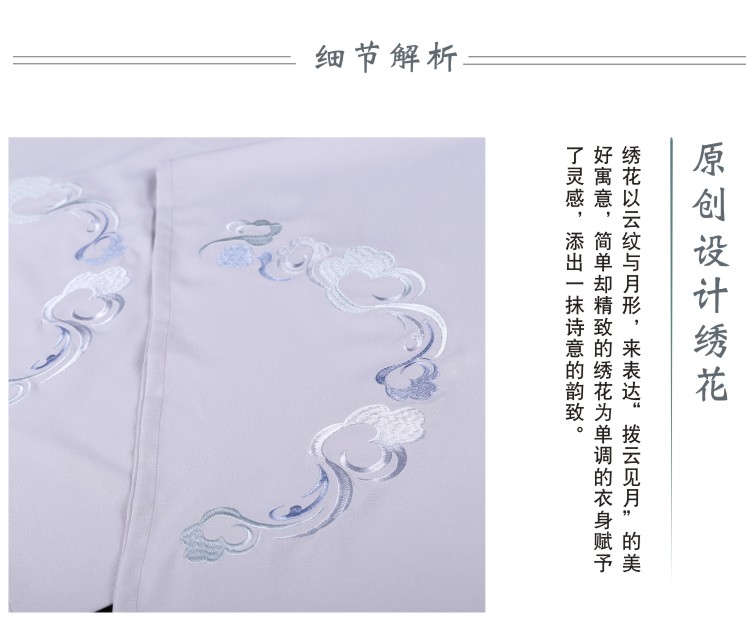 细节解析
原创设计绣花
绣花以云纹与月形，来表达“拨云见月”的美
好寓意，简单却精致的绣花为单调的衣身赋予
了灵感，添出一抹诗意的韵致。